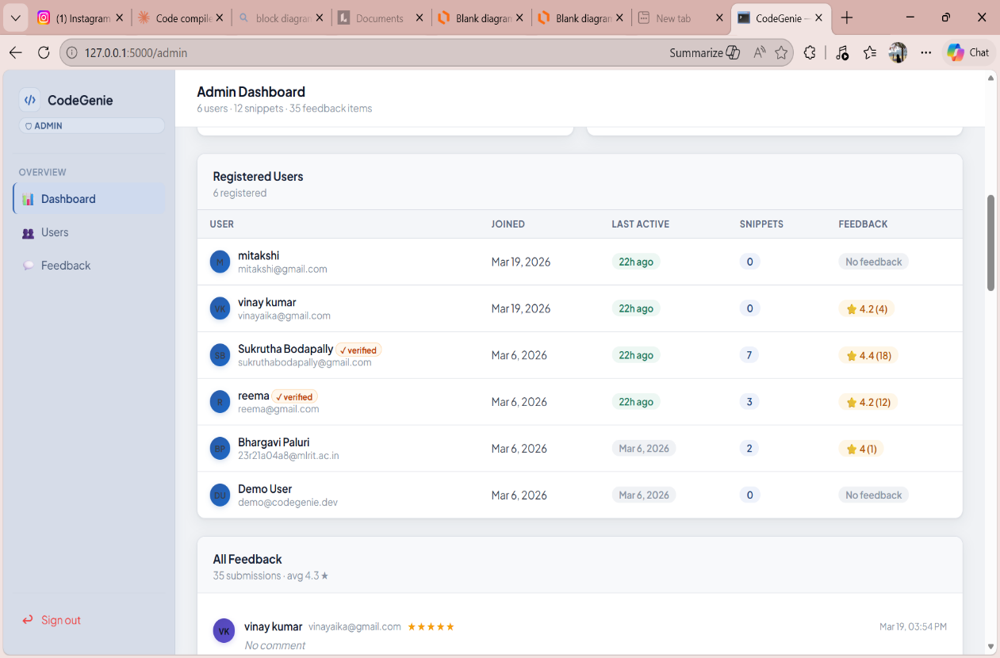 (1) Instagram
Code compile
block diagram
Documents
Blank diagram
Blank diagram
New tab
CodeGenie –
127.0.0.1:5000/admin
Summarize
Chat
CodeGenie
ADMIN
OVERVIEW
Dashboard
Users
Feedback
Sign out
Admin Dashboard
6 users · 12 snippets · 35 feedback items
Registered Users
6 registered
USER JOINED LAST ACTIVE SNIPPETS FEEDBACK
M mitakshi Mar 19, 2026 22h ago 0 No feedback
mitakshi@gmail.com
VK vinay kumar Mar 19, 2026 22h ago 0 ⭐ 4.2 (4)
vinayaika@gmail.com
SB Sukrutha Bodapally ✓ verified Mar 6, 2026 22h ago 7 ⭐ 4.4 (18)
sukruthabodapally@gmail.com
R reema ✓ verified Mar 6, 2026 22h ago 3 ⭐ 4.2 (12)
reema@gmail.com
BP Bhargavi Paluri Mar 6, 2026 Mar 6, 2026 2 ⭐ 4 (1)
23r21a04a8@mlrit.ac.in
DU Demo User Mar 6, 2026 Mar 6, 2026 0 No feedback
demo@codegenie.dev
All Feedback
35 submissions · avg 4.3 ★
VK vinay kumar vinayaika@gmail.com ★★★★★ Mar 19, 03:54 PM
No comment